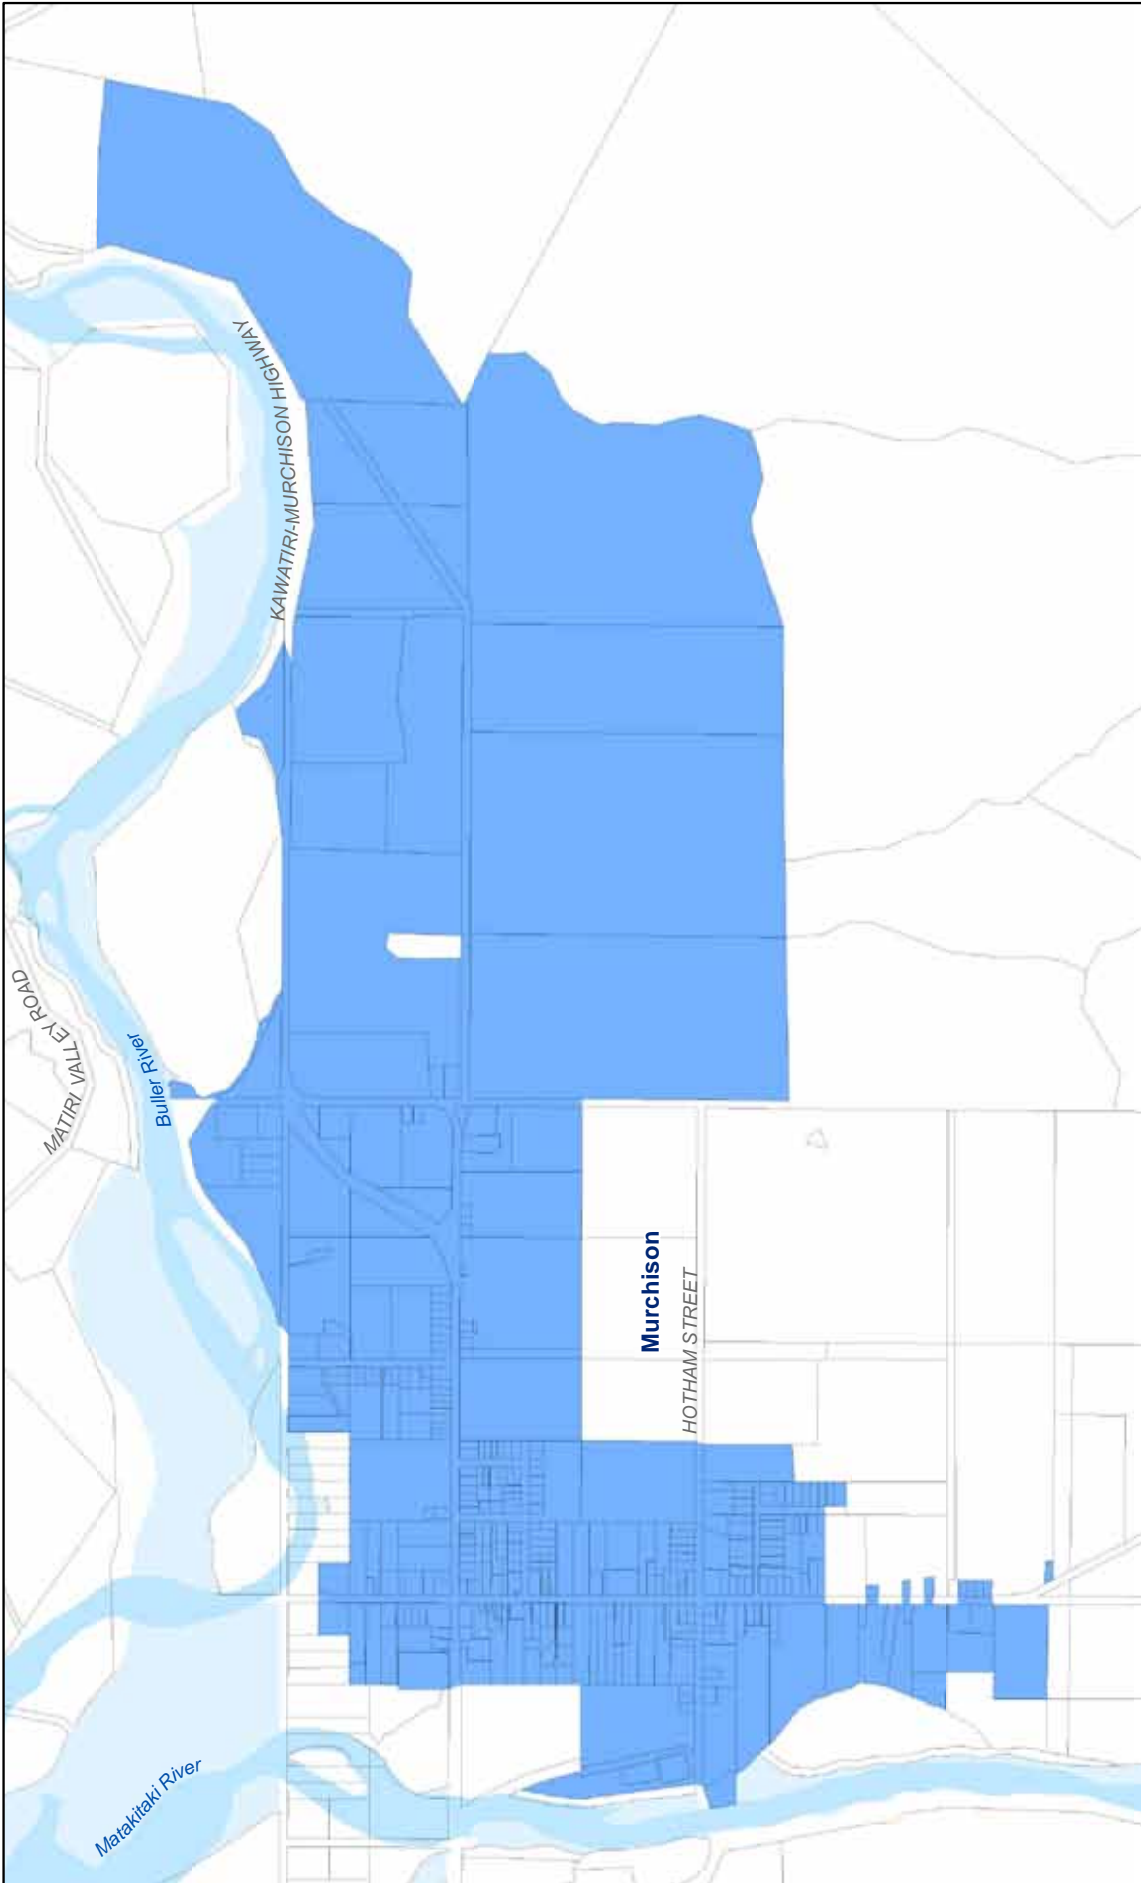 KAWATIRI-MURCHISON HIGHWAY
MATIRI VALLEY ROAD
Buller River
Murchison
HOTHAM STREET
Matakitaki River